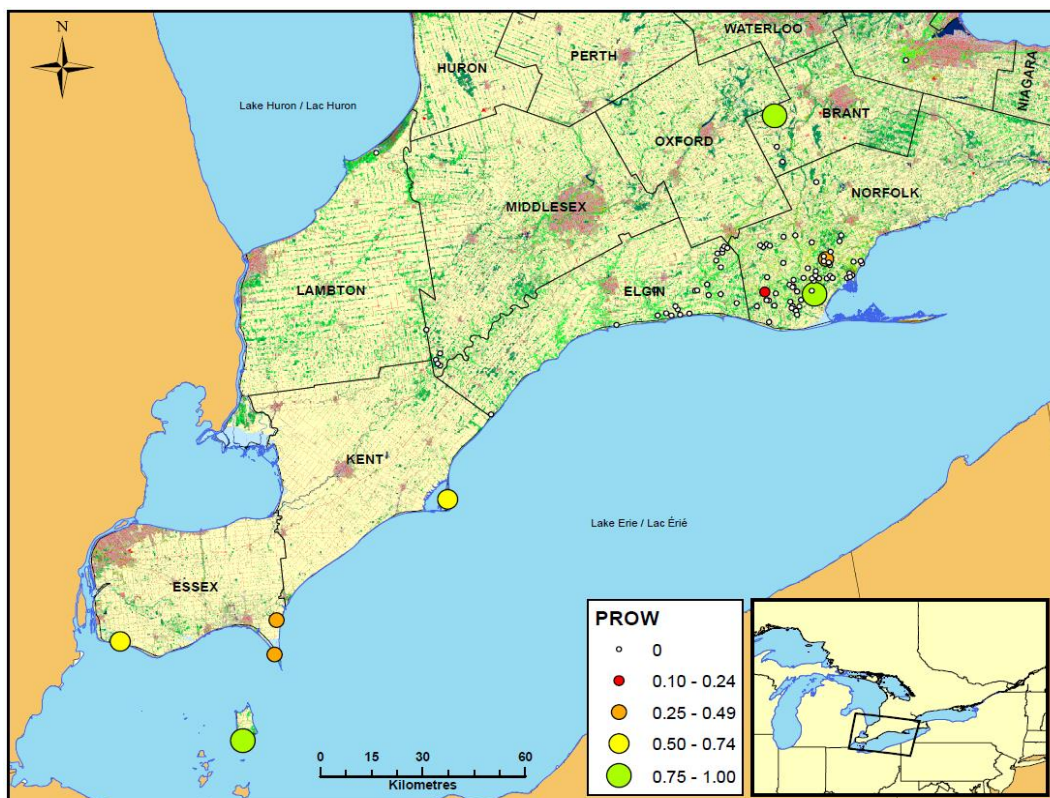 N
WATERLOO
PERTH
HURON
NIAGARA
BRANT
Lake Huron / Lac Huron
OXFORD
NORFOLK
MIDDLESEX
LAMBTON
ELGIN
KENT
Lake Erie / Lac Érié
ESSEX
PROW
0
0.10 - 0.24
0.25 - 0.49
0.50 - 0.74
0.75 - 1.00
0 30 60
Kilometres